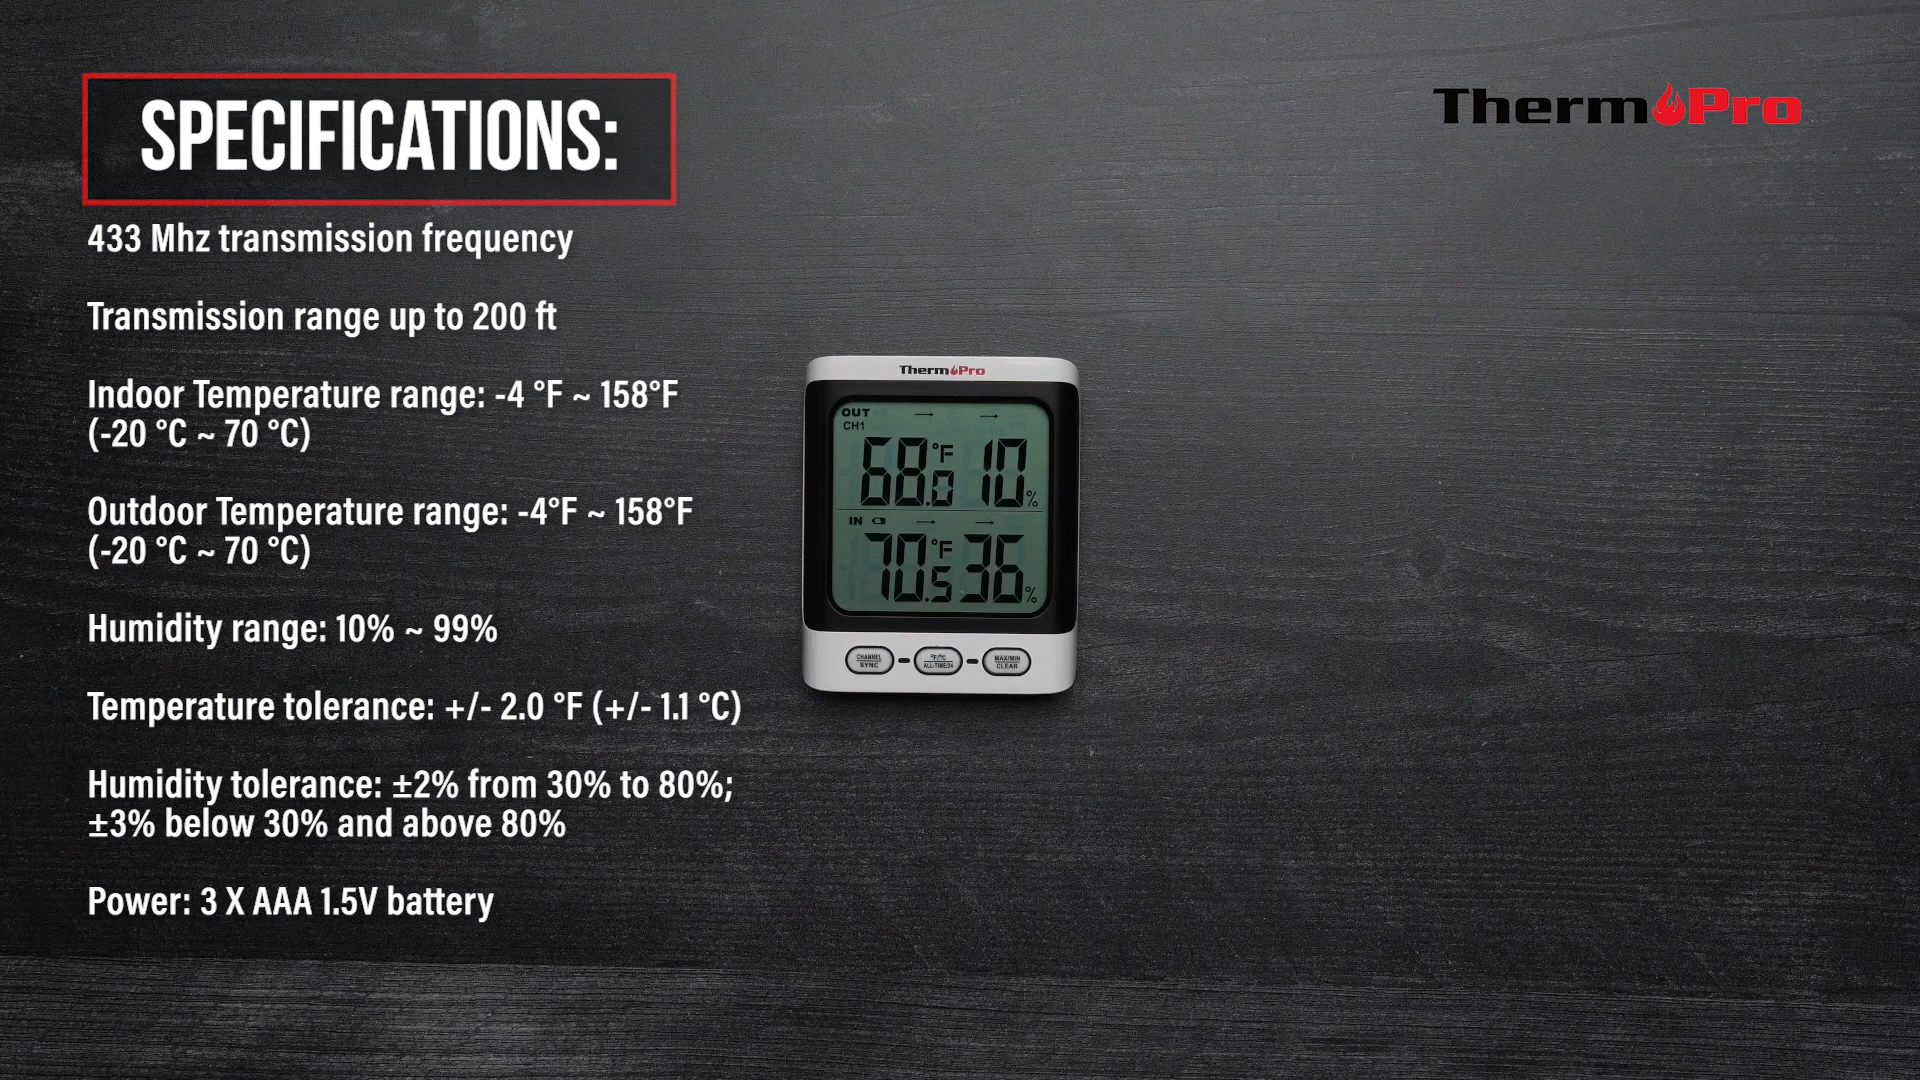 SPECIFICATIONS:
ThermPro
433 Mhz transmission frequency
Transmission range up to 200 ft
Indoor Temperature range: -4 °F ~ 158°F
(-20 °C ~ 70 °C)
Outdoor Temperature range: -4°F ~ 158°F
(-20 °C ~ 70 °C)
Humidity range: 10% ~ 99%
Temperature tolerance: +/- 2.0 °F (+/- 1.1 °C)
Humidity tolerance: ±2% from 30% to 80%;
±3% below 30% and above 80%
Power: 3 X AAA 1.5V battery
ThermPro
OUT
CH1
68.0 °F 10 %
IN
70.5 °F 36 %
CHANNEL
SYNC
°F/°C
ALL-TIME/24
MAX/MIN
CLEAR